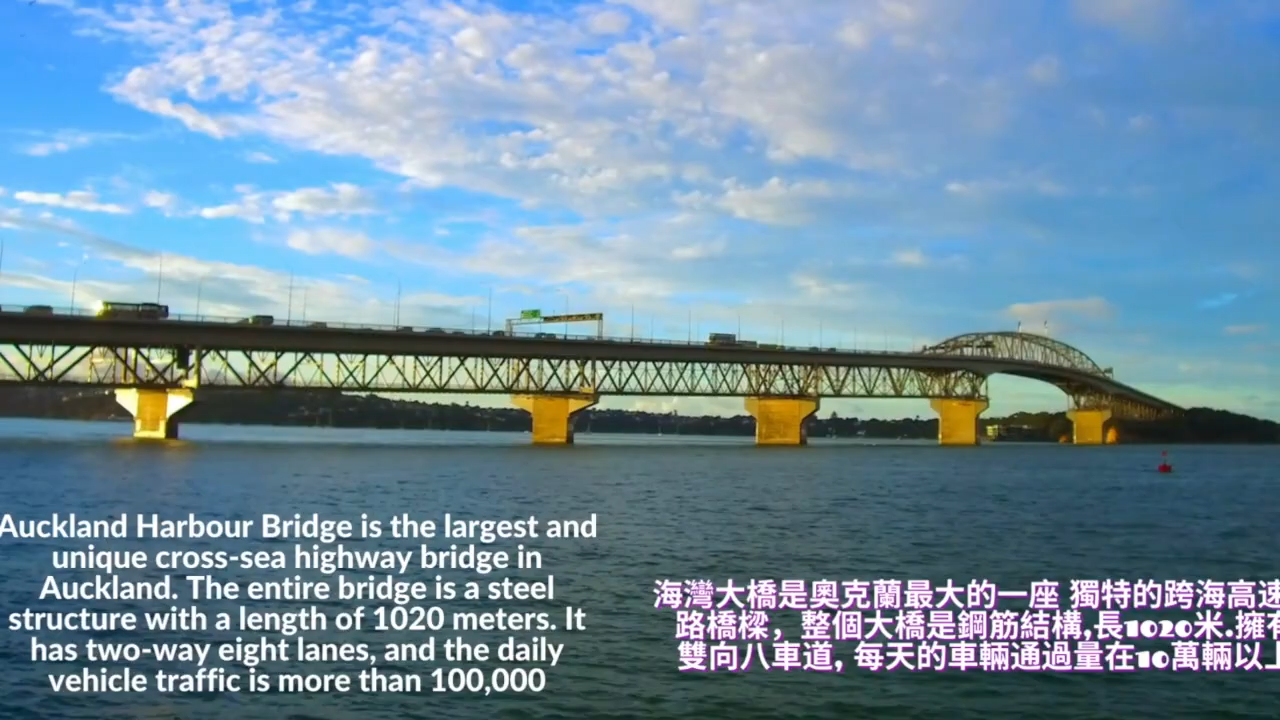 Auckland Harbour Bridge is the largest and
unique cross-sea highway bridge in
Auckland. The entire bridge is a steel
structure with a length of 1020 meters. It
has two-way eight lanes, and the daily
vehicle traffic is more than 100,000
海灣大橋是奧克蘭最大的一座 獨特的跨海高速
路橋樑，整個大橋是鋼筋結構,長1020米.擁有
雙向八車道, 每天的車輛通過量在10萬輛以上